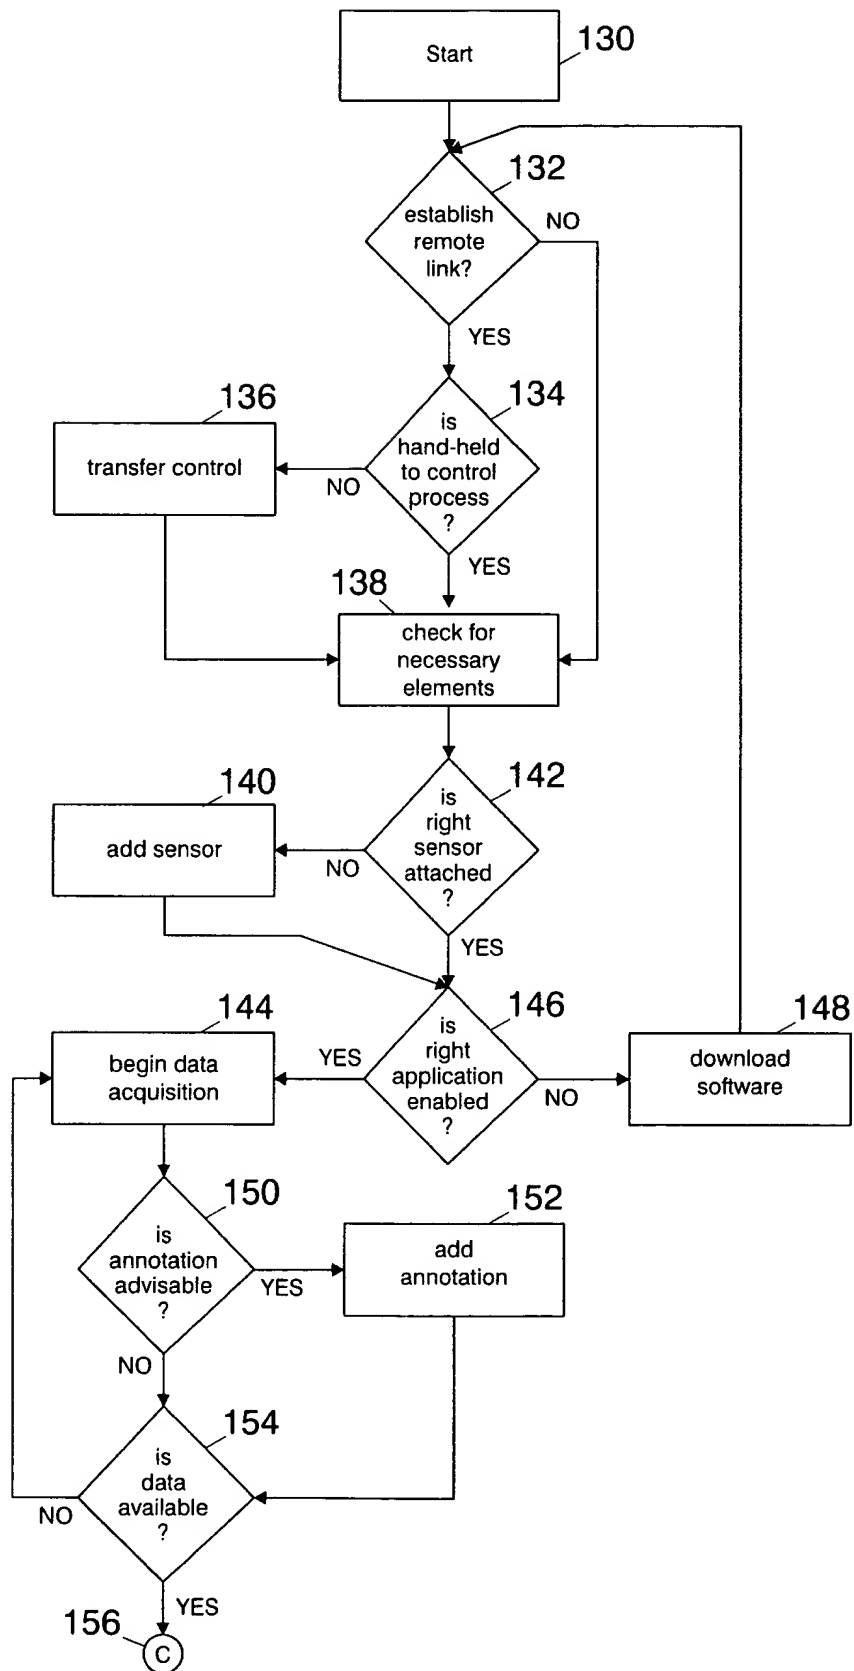 Start
130
132
establish
remote
link?
NO
YES
136
134
transfer control
is
hand-held
to control
process
?
NO
YES
138
check for
necessary
elements
140
142
add sensor
is
right
sensor
attached
?
NO
YES
144
146
148
begin data
acquisition
YES
is
right
application
enabled
?
NO
download
software
150
152
is
annotation
advisable
?
YES
add
annotation
NO
154
is
data
available
?
NO
YES
156
C